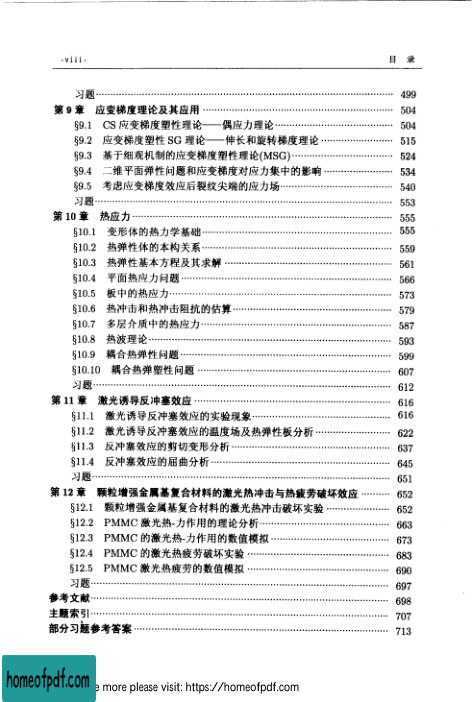 ·viii·	目 录
习题……499
第 9 章 应变梯度理论及其应用……504
§9.1 CS 应变梯度塑性理论——偶应力理论……504
§9.2 应变梯度塑性 SG 理论——伸长和旋转梯度理论……515
§9.3 基于细观机制的应变梯度塑性理论(MSG)……524
§9.4 二维平面弹性问题和应变梯度对应力集中的影响……534
§9.5 考虑应变梯度效应后裂纹尖端的应力场……540
习题……553
第 10 章 热应力……555
§10.1 变形体的热力学基础……555
§10.2 热弹性体的本构关系……559
§10.3 热弹性基本方程及其求解……561
§10.4 平面热应力问题……566
§10.5 板中的热应力……573
§10.6 热冲击和热冲击阻抗的估算……579
§10.7 多层介质中的热应力……587
§10.8 热波理论……593
§10.9 耦合热弹性问题……599
§10.10 耦合热弹塑性问题……607
习题……612
第 11 章 激光诱导反冲塞效应……616
§11.1 激光诱导反冲塞效应的实验现象……616
§11.2 激光诱导反冲塞效应的温度场及热弹性板分析……622
§11.3 反冲塞效应的剪切变形分析……637
§11.4 反冲塞效应的屈曲分析……645
习题……651
第 12 章 颗粒增强金属基复合材料的激光热冲击与热疲劳破坏效应……652
§12.1 颗粒增强金属基复合材料的激光热冲击破坏实验……652
§12.2 PMMC 激光热-力作用的理论分析……663
§12.3 PMMC 的激光热-力作用的数值模拟……673
§12.4 PMMC 的激光热疲劳破坏实验……683
§12.5 PMMC 激光热疲劳的数值模拟……690
习题……697
参考文献……698
主题索引……707
部分习题参考答案……713
homeofpdf.com e more please visit: https://homeofpdf.com